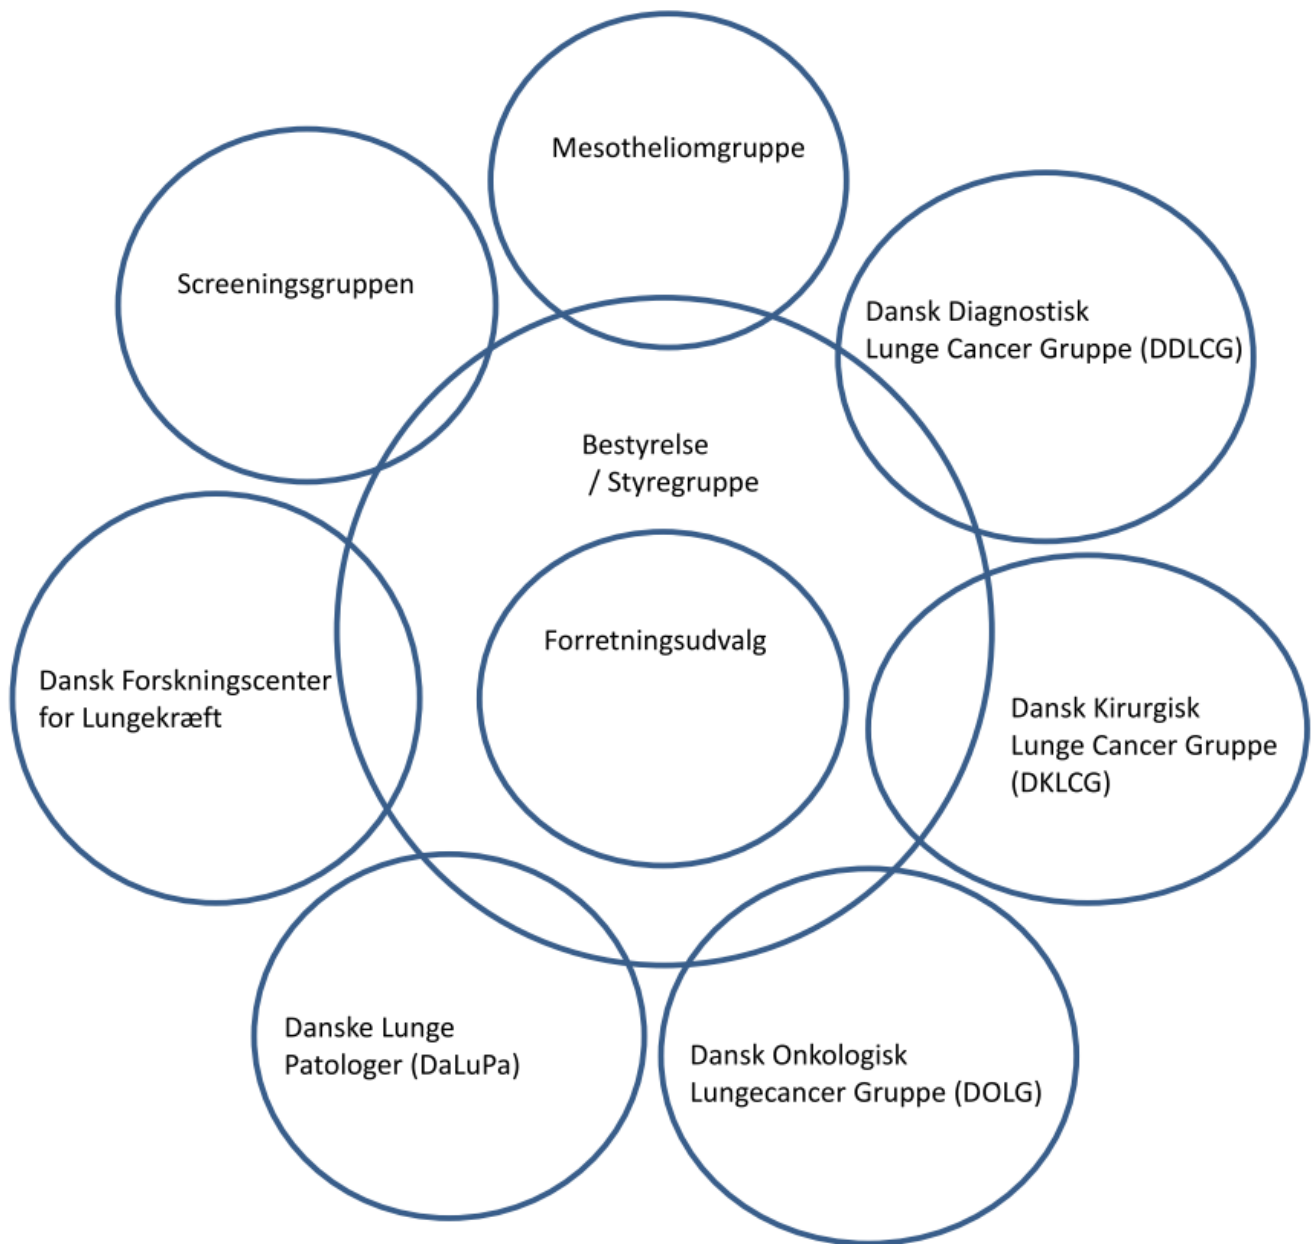 Mesotheliomgruppe
Screeningsgruppen
Dansk Diagnostisk
Lunge Cancer Gruppe (DDLCG)
Bestyrelse
/ Styregruppe
Forretningsudvalg
Dansk Forskningscenter
for Lungekræft
Dansk Kirurgisk
Lunge Cancer Gruppe
(DKLCG)
Danske Lunge
Patologer (DaLuPa)
Dansk Onkologisk
Lungecancer Gruppe (DOLG)